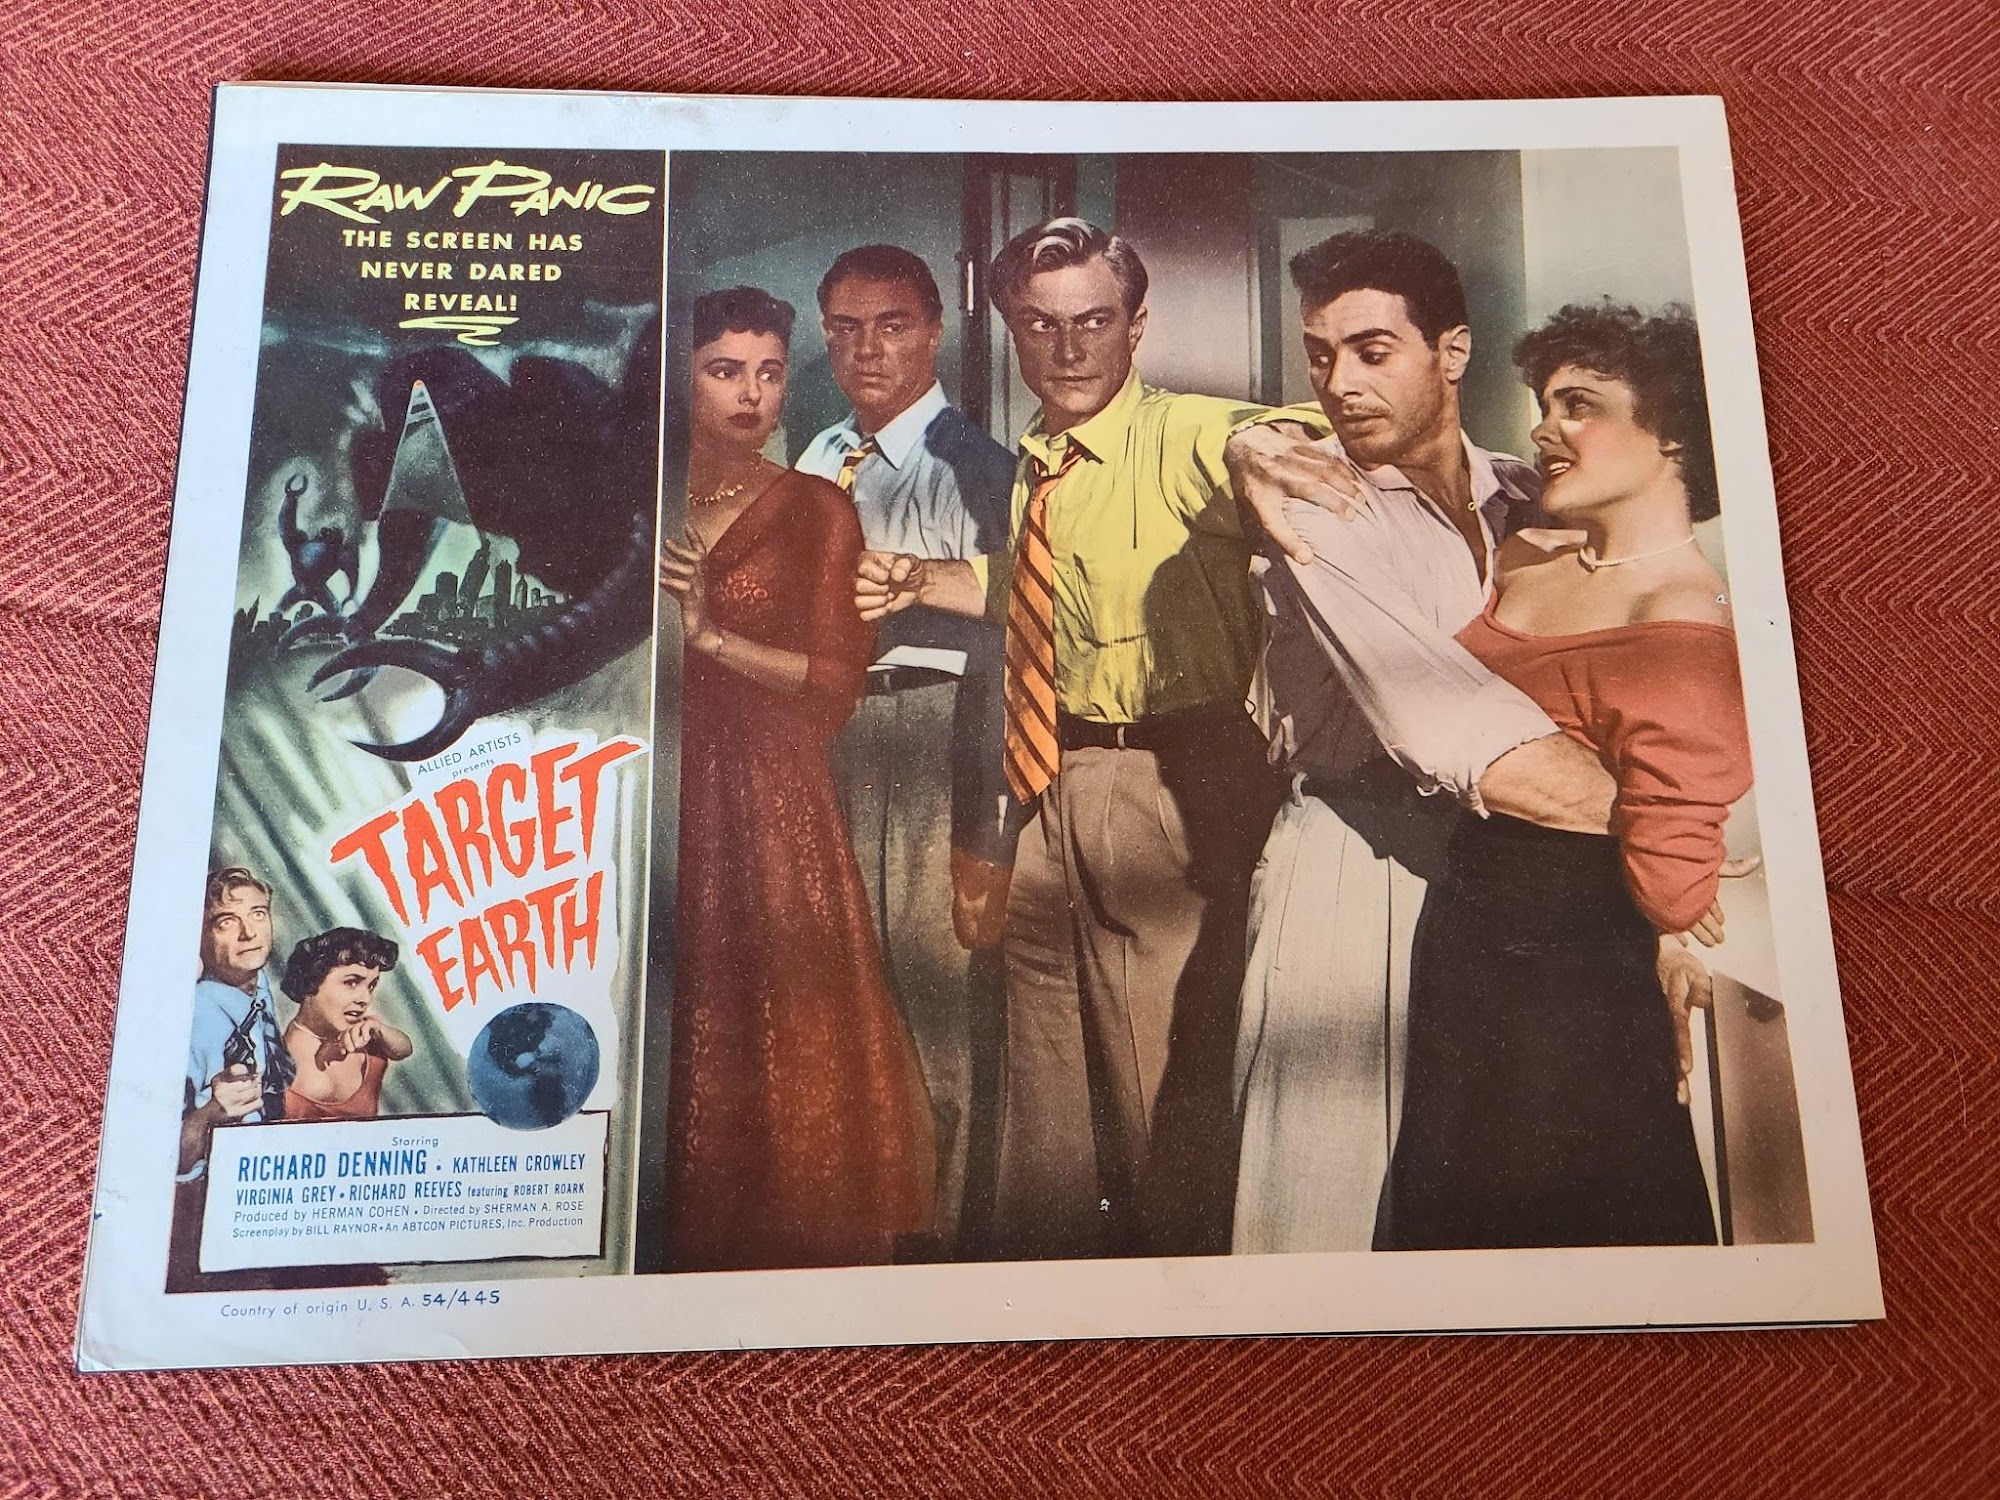 RAW PANIC
THE SCREEN HAS
NEVER DARED
REVEAL!
ALLIED ARTISTS
presents
TARGET
EARTH
Starring
RICHARD DENNING • KATHLEEN CROWLEY
VIRGINIA GREY • RICHARD REEVES featuring ROBERT ROARK
Produced by HERMAN COHEN • Directed by SHERMAN A. ROSE
Screenplay by BILL RAYNOR • An ABTCON PICTURES, Inc. Production
Country of origin U. S. A. 54/445